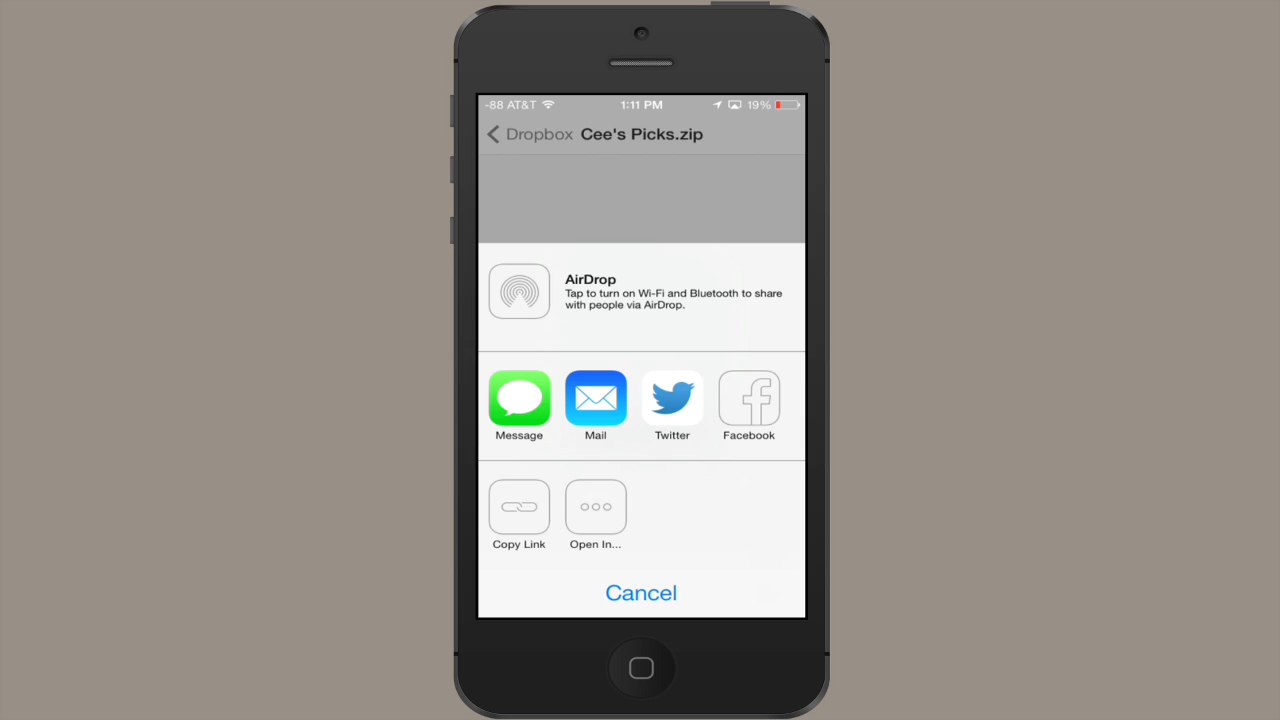 -88 AT&T 1:11 PM 19%
Dropbox Cee's Picks.zip
AirDrop
Tap to turn on Wi-Fi and Bluetooth to share
with people via AirDrop.
Message Mail Twitter Facebook
Copy Link Open In...
Cancel